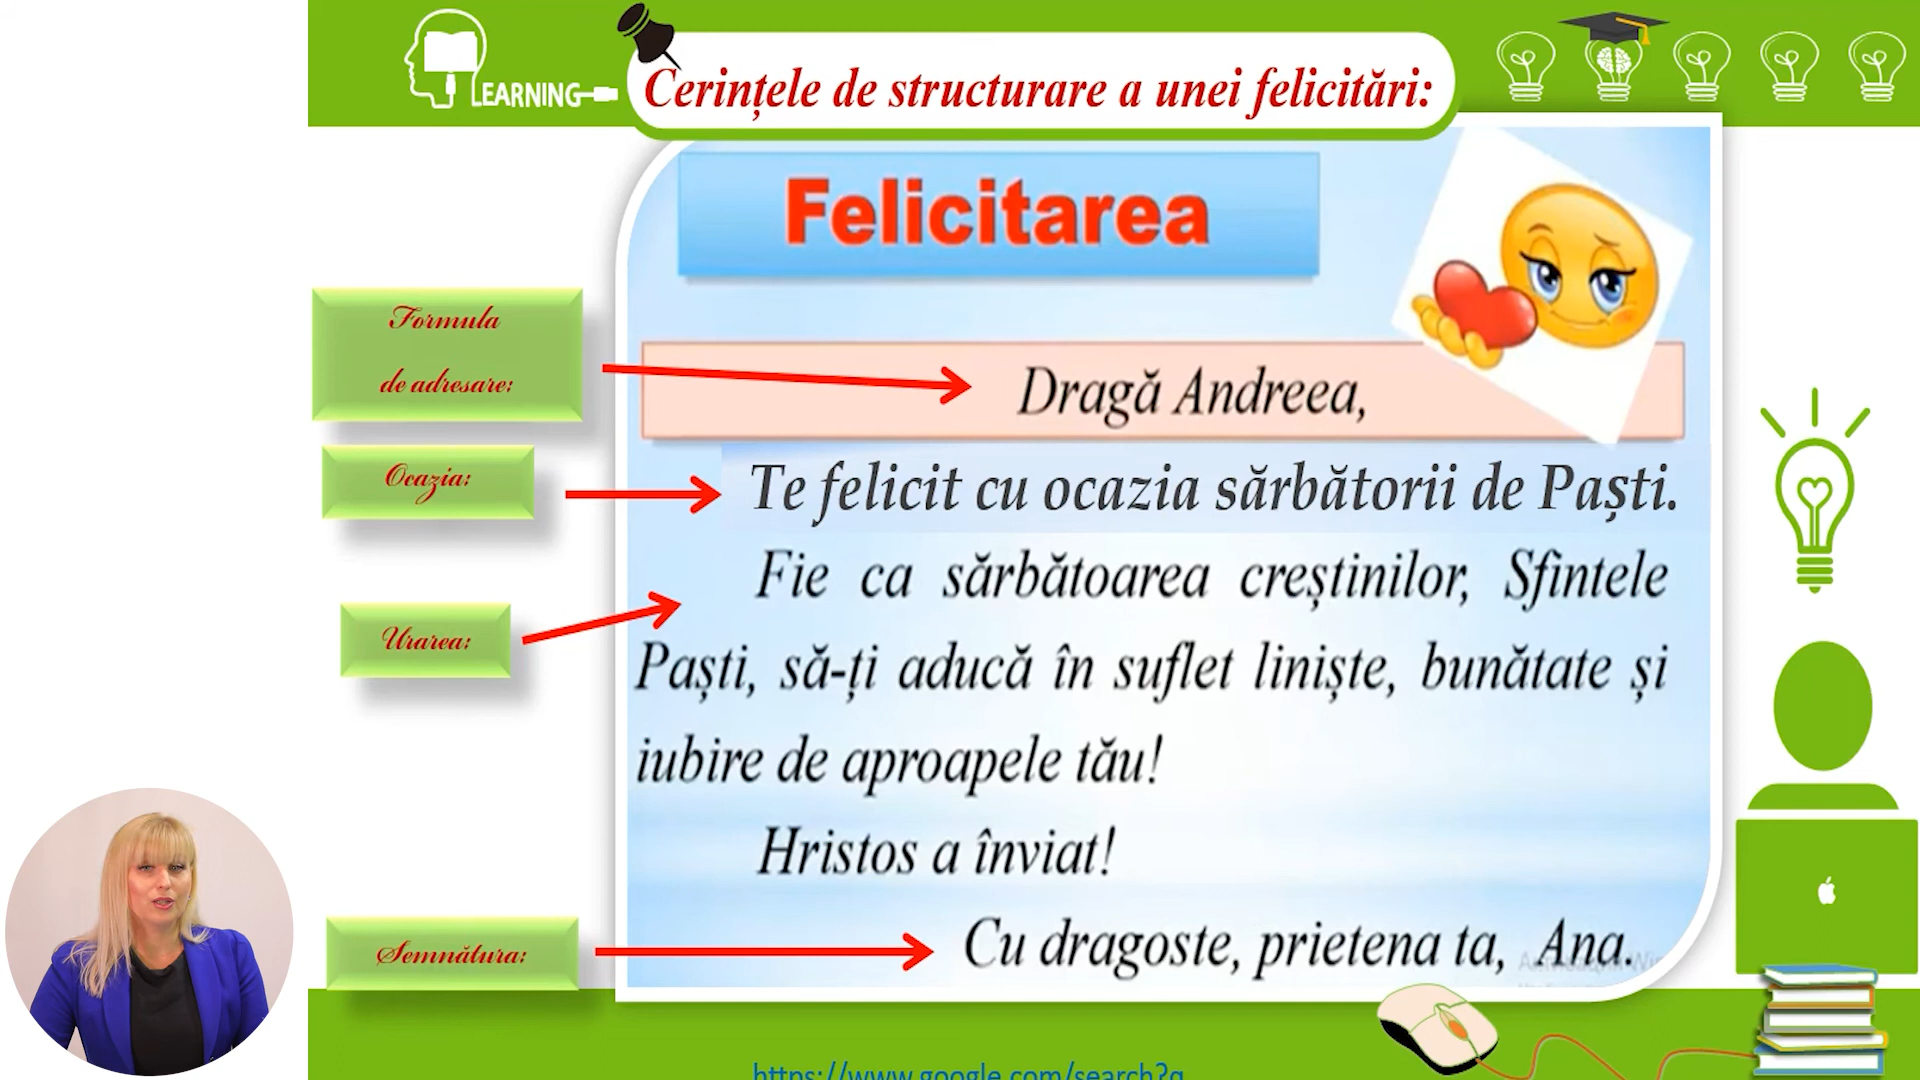 LEARNING
Cerințele de structurare a unei felicitări:
Felicitarea
Formula
de adresare:
Dragă Andreea,
Ocazia:
Te felicit cu ocazia sărbătorii de Paști.
Urarea:
Fie ca sărbătoarea creștinilor, Sfintele
Paști, să-ți aducă în suflet liniște, bunătate și
iubire de aproapele tău!
Hristos a înviat!
Semnătura:
Cu dragoste, prietena ta, Ana.
https://www.google.com/search?q